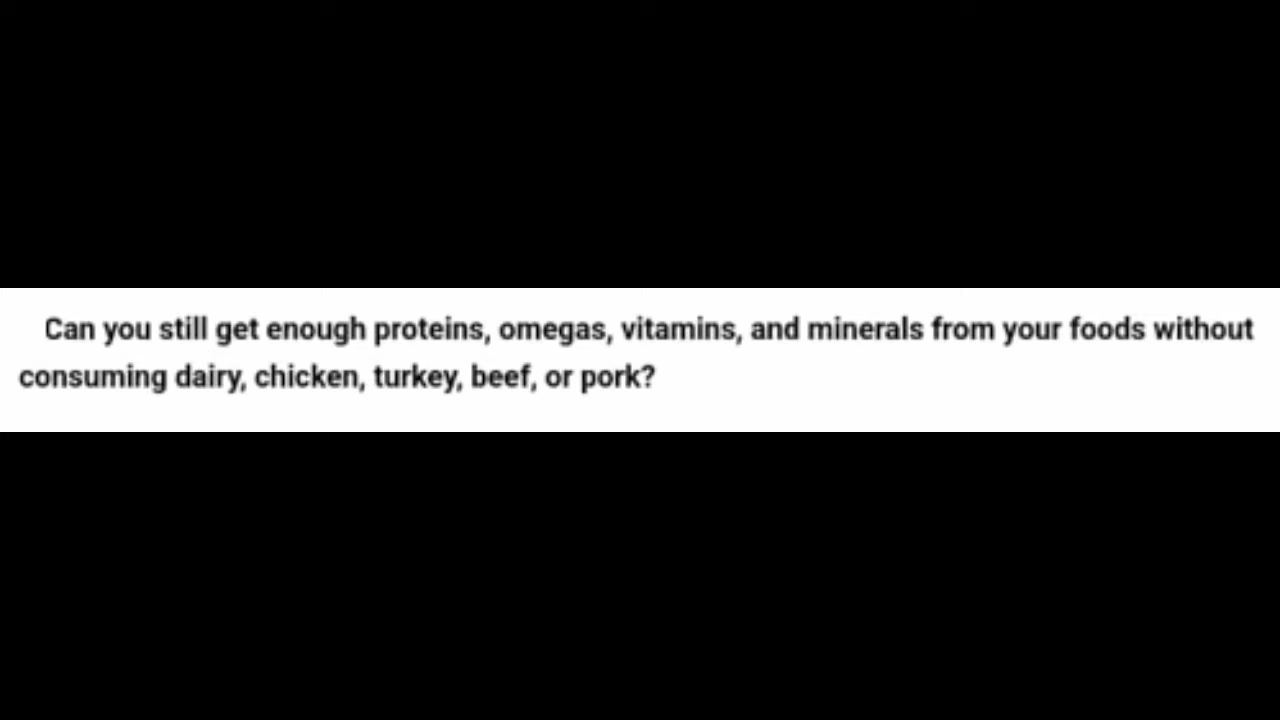 Can you still get enough proteins, omegas, vitamins, and minerals from your foods without
consuming dairy, chicken, turkey, beef, or pork?